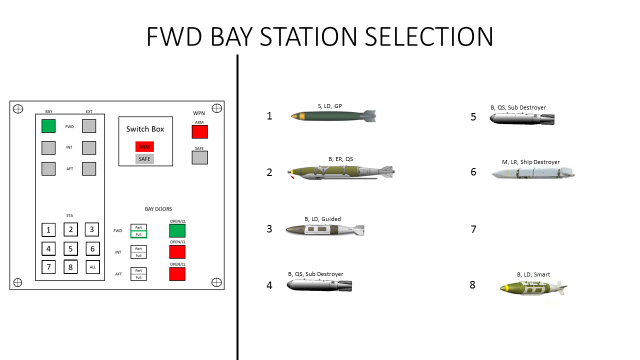 FWD BAY STATION SELECTION
BAY
EXT
WPN
FWD
INT
AFT
Switch Box
ARM
SAFE
ARM
SAFE
STA
1 2 3
4 5 6
7 8 ALL
BAY DOORS
OPEN/CL
FWD
Part
Full
OPEN/CL
INT
Part
Full
OPEN/CL
AFT
Part
Full
1
S, LD, GP
2
B, ER, QS
3
B, LD, Guided
4
B, QS, Sub Destroyer
5
B, QS, Sub Destroyer
6
M, LR, Ship Destroyer
7
8
B, LD, Smart